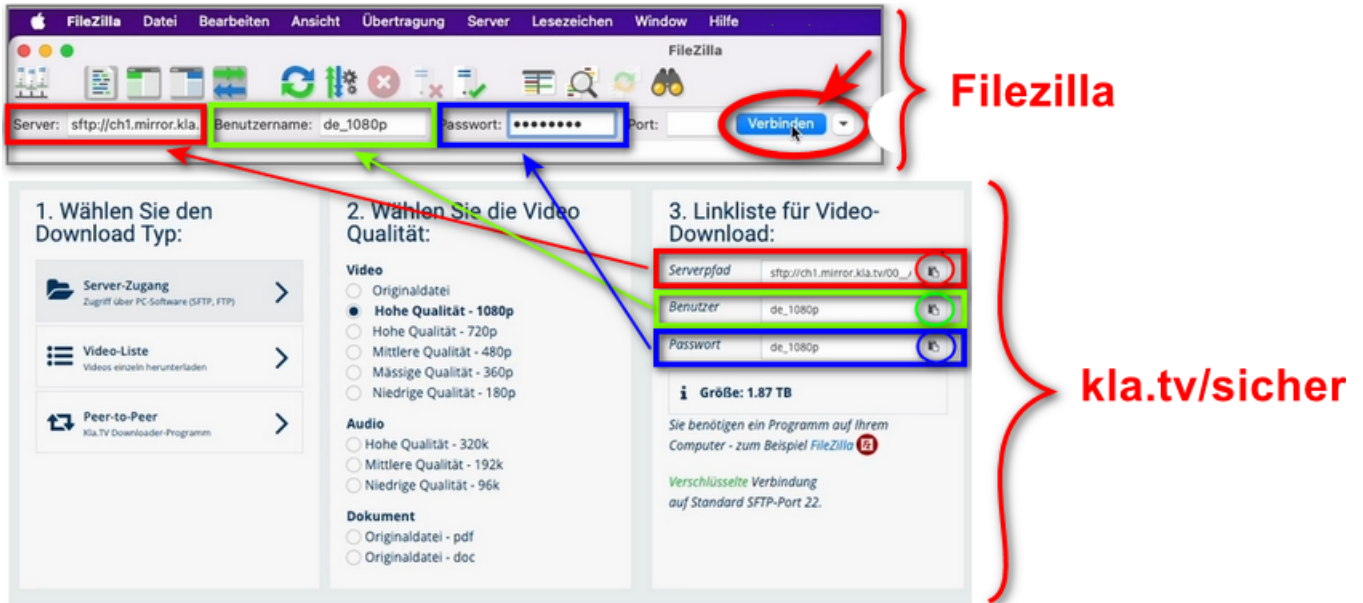 FileZilla Datei Bearbeiten Ansicht Übertragung Server Lesezeichen Window Hilfe
FileZilla
Filezilla
Server: sftp://ch1.mirror.kla. Benutzername: de_1080p Passwort: •••••••• Port: Verbinden
1. Wählen Sie den
Download Typ:
Server-Zugang
Zugriff über PC-Software (SFTP, FTP)
Video-Liste
Videos einzeln herunterladen
Peer-to-Peer
Kla.TV Downloader-Programm
2. Wählen Sie die Video
Qualität:
Video
Originaldatei
Hohe Qualität - 1080p
Hohe Qualität - 720p
Mittlere Qualität - 480p
Mässige Qualität - 360p
Niedrige Qualität - 180p
Audio
Hohe Qualität - 320k
Mittlere Qualität - 192k
Niedrige Qualität - 96k
Dokument
Originaldatei - pdf
Originaldatei - doc
3. Linkliste für Video-
Download:
Serverpfad sftp://ch1.mirror.kla.tv/00__/
Benutzer de_1080p
Passwort de_1080p
i Größe: 1.87 TB
Sie benötigen ein Programm auf Ihrem
Computer - zum Beispiel FileZilla
Verschlüsselte Verbindung
auf Standard SFTP-Port 22.
kla.tv/sicher